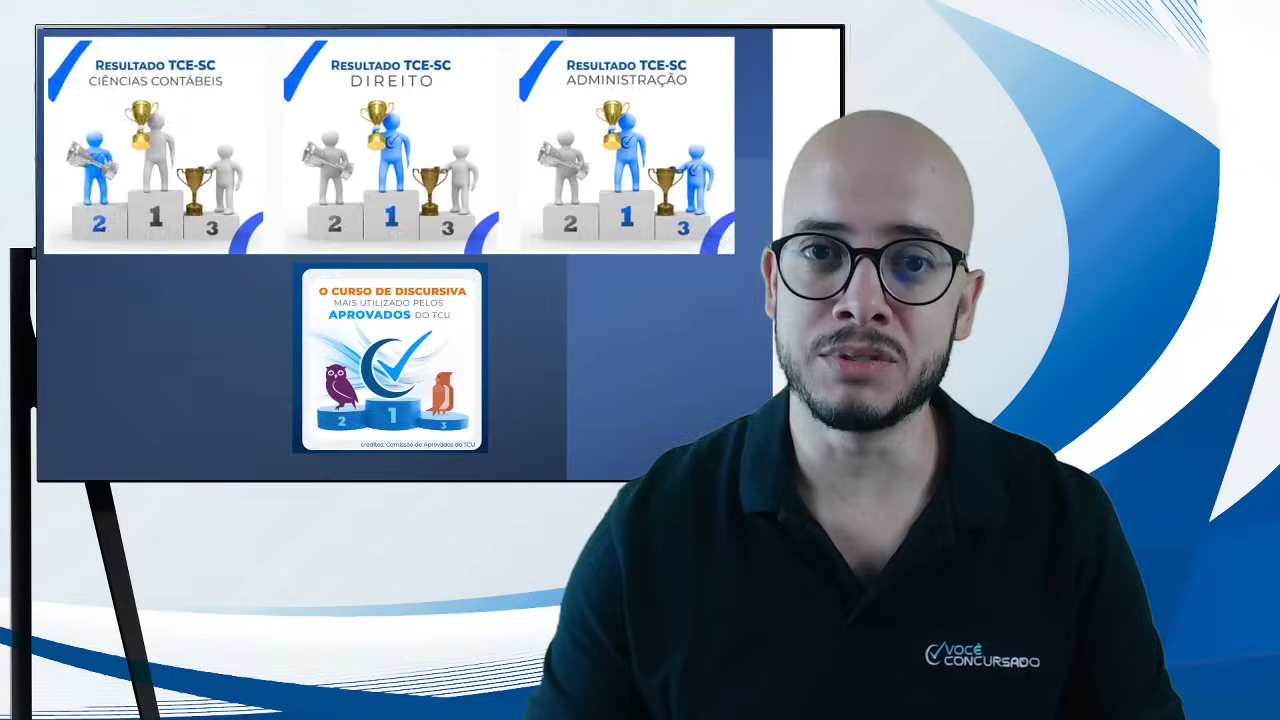 RESULTADO TCE-SC
CIÊNCIAS CONTÁBEIS
2
1
3
RESULTADO TCE-SC
DIREITO
2
1
3
RESULTADO TCE-SC
ADMINISTRAÇÃO
2
1
3
O CURSO DE DISCURSIVA
MAIS UTILIZADO PELOS
APROVADOS DO TCU
2
1
3
créditos: Comissão de Aprovados do TCU
VOCÊ
CONCURSADO